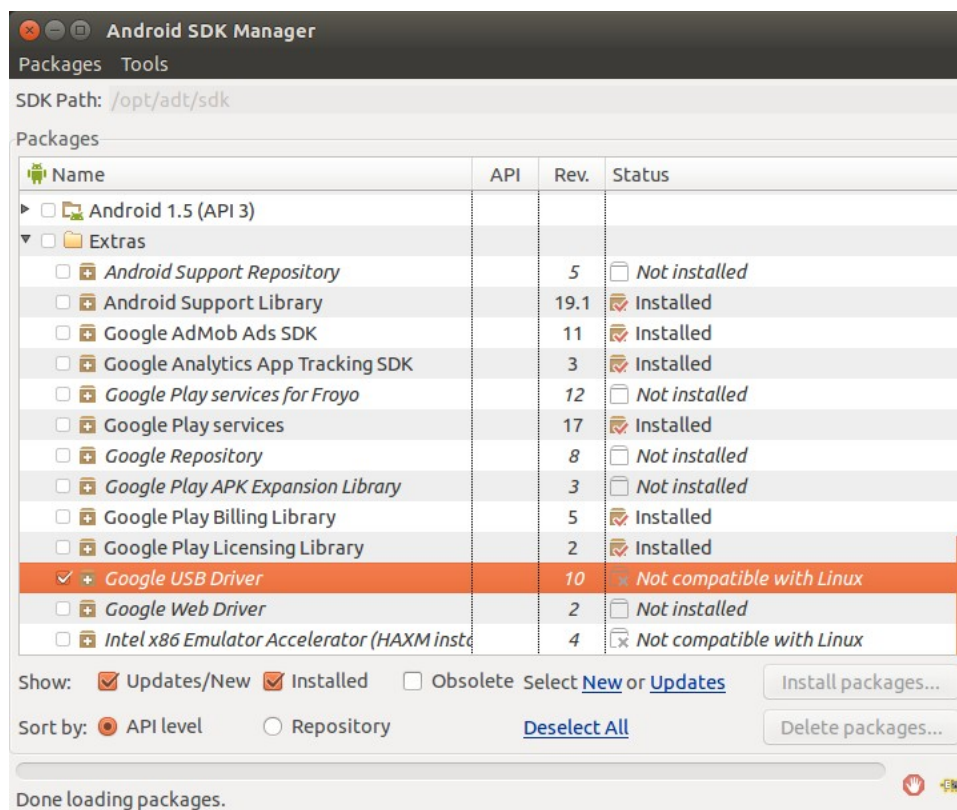 Android SDK Manager
Packages Tools
SDK Path: /opt/adt/sdk
Packages
Name API Rev. Status
Android 1.5 (API 3)
Extras
Android Support Repository 5 Not installed
Android Support Library 19.1 Installed
Google AdMob Ads SDK 11 Installed
Google Analytics App Tracking SDK 3 Installed
Google Play services for Froyo 12 Not installed
Google Play services 17 Installed
Google Repository 8 Not installed
Google Play APK Expansion Library 3 Not installed
Google Play Billing Library 5 Installed
Google Play Licensing Library 2 Installed
Google USB Driver 10 Not compatible with Linux
Google Web Driver 2 Not installed
Intel x86 Emulator Accelerator (HAXM 4 Not compatible with Linux
Show: Updates/New Installed Obsolete Select New or Updates Install packages...
Sort by: API level Repository Deselect All Delete packages...
Done loading packages.